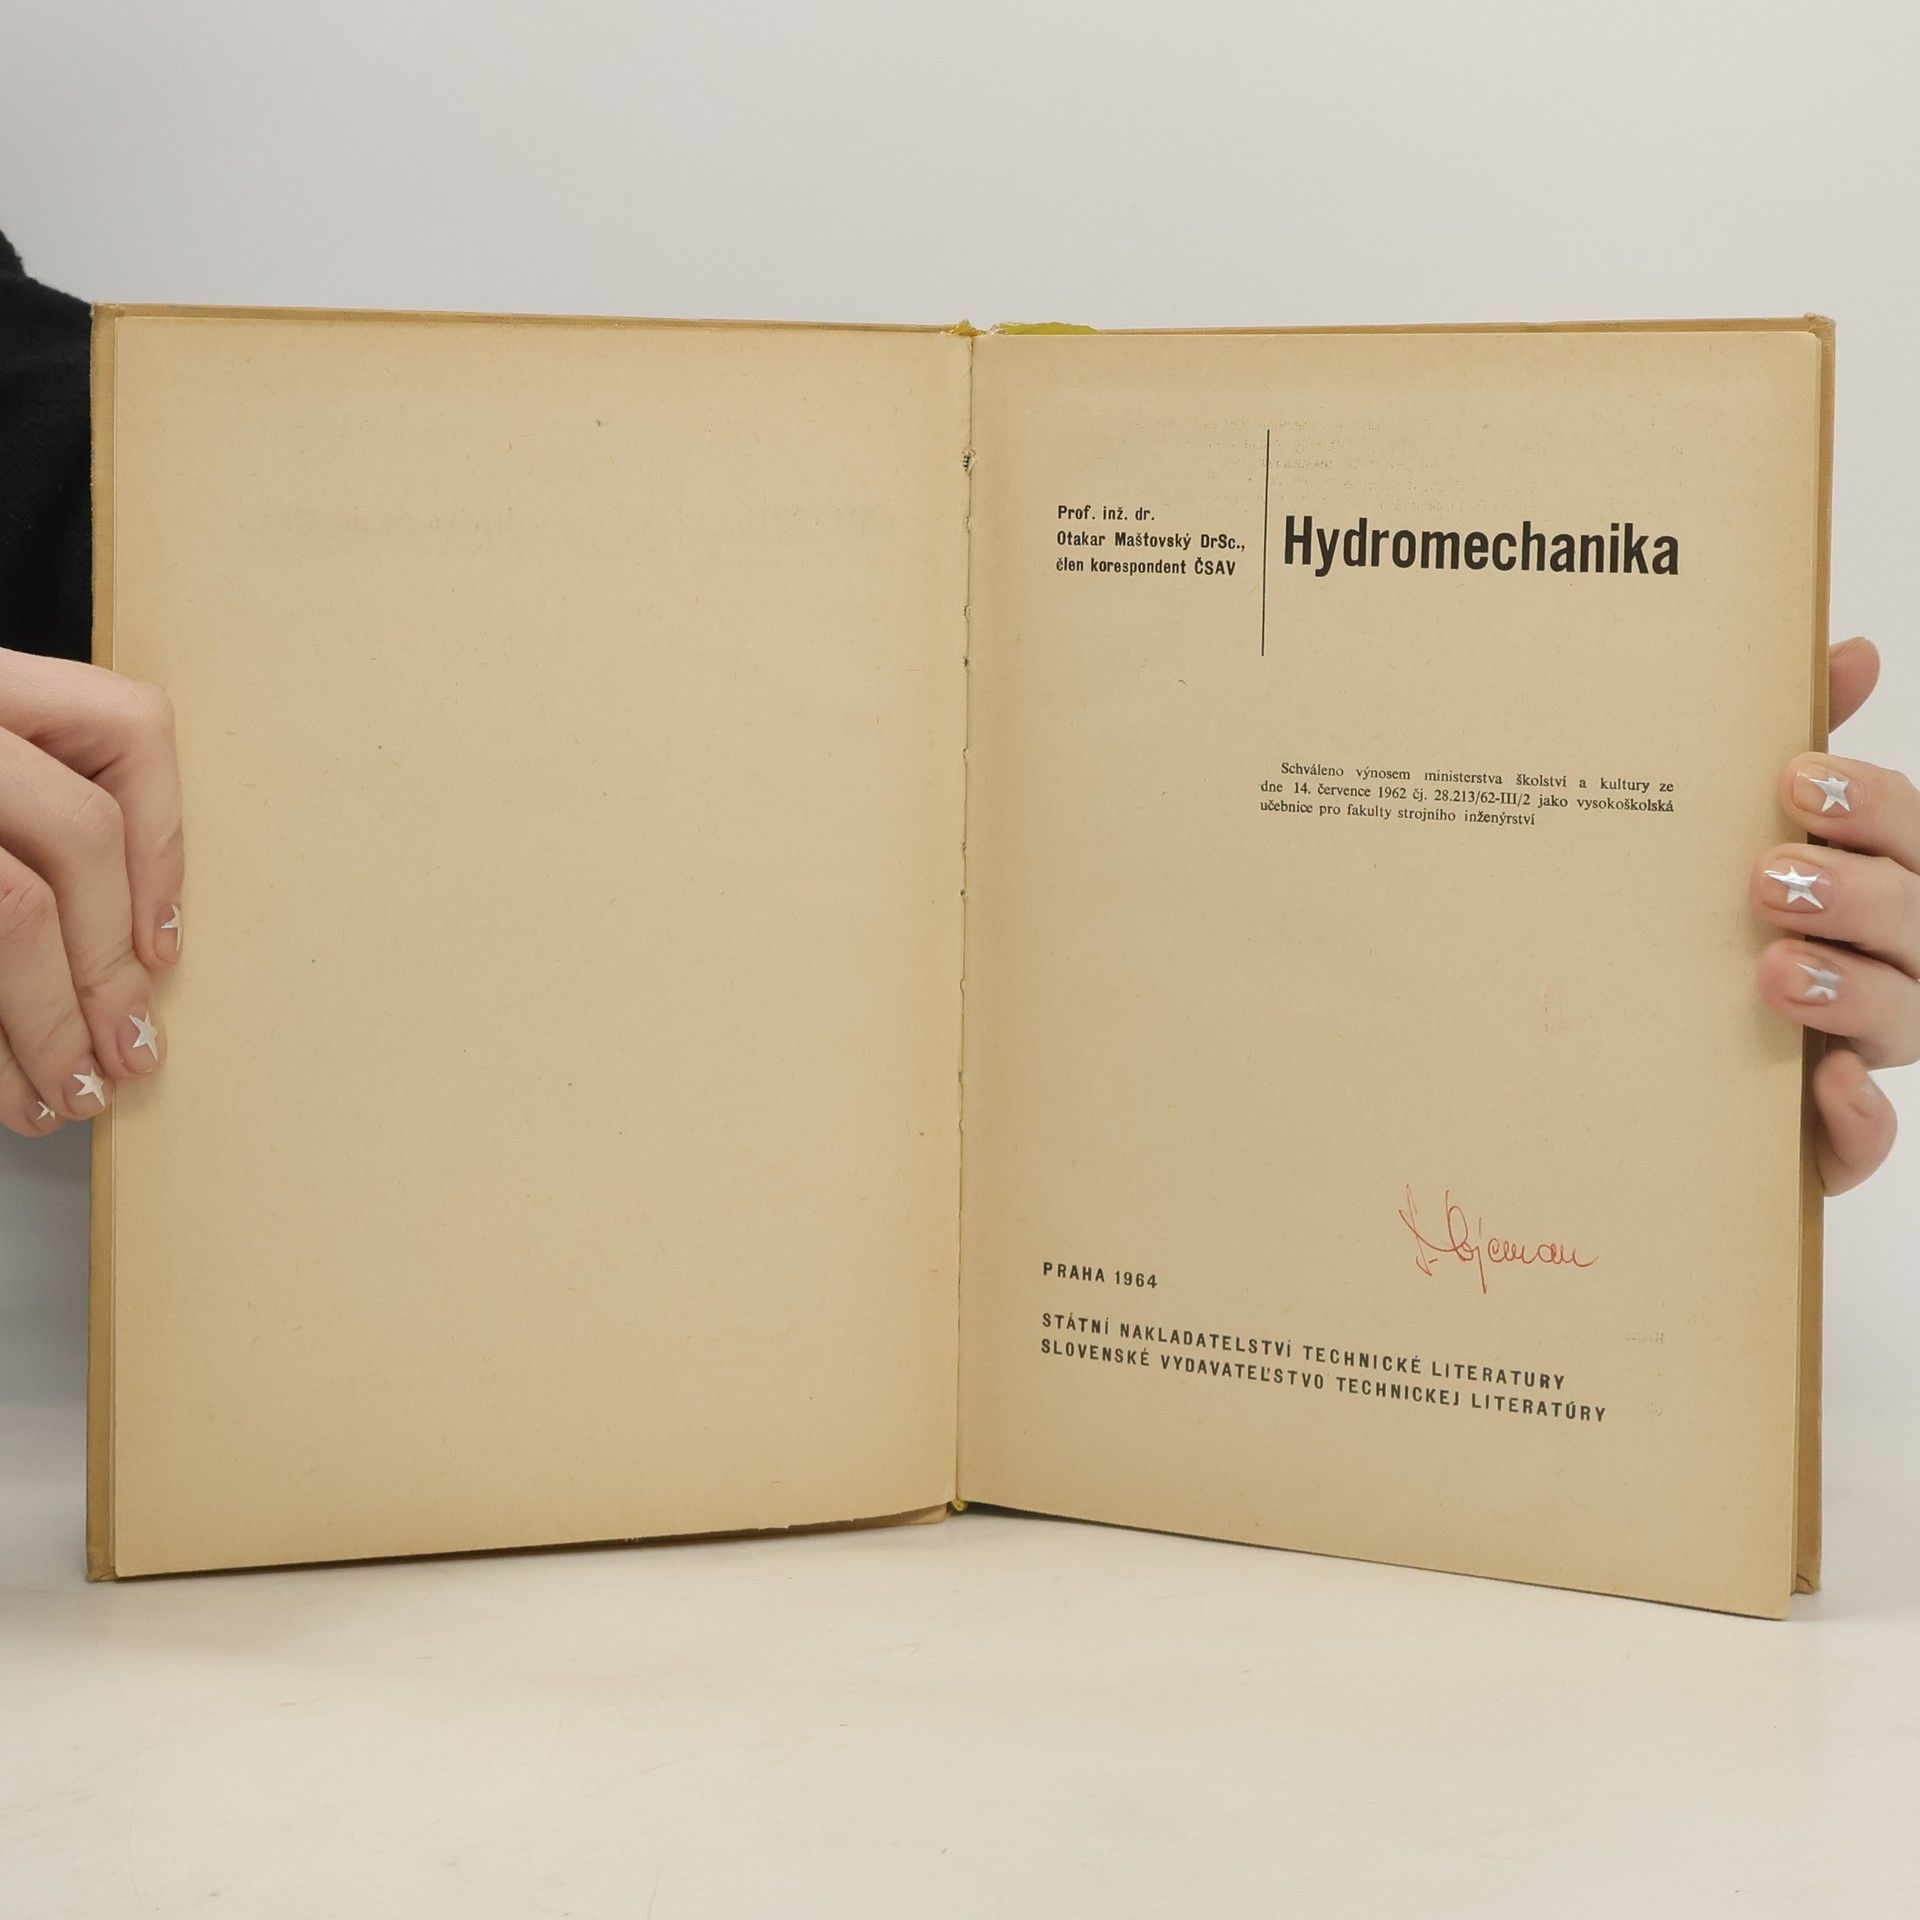 Prof. inž. dr.
Otakar Maštovský DrSc.,
člen korespondent ČSAV
Hydromechanika
Schváleno výnosem ministerstva školství a kultury ze
dne 14. července 1962 čj. 28.213/62-III/2 jako vysokoškolská
učebnice pro fakulty strojního inženýrství
PRAHA 1964
STÁTNÍ NAKLADATELSTVÍ TECHNICKÉ LITERATURY
SLOVENSKÉ VYDAVATEĽSTVO TECHNICKEJ LITERATÚRY